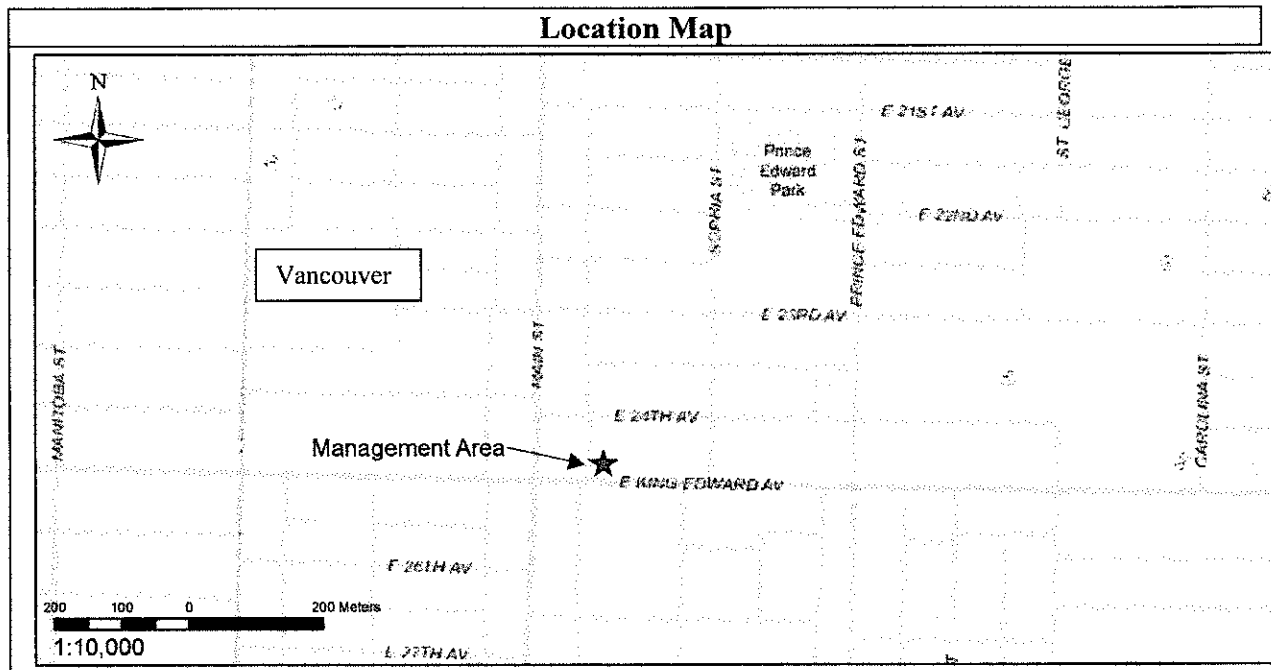 Location Map
N
E 21ST AV
ST GEORGE
Prince
Edward
Park
SOPHIA ST
PRINCE EDWARD ST
E 22ND AV
Vancouver
E 23RD AV
MAIN ST
MANITOBA ST
CAROLINA ST
E 24TH AV
Management Area
E KING EDWARD AV
E 26TH AV
200 100 0 200 Meters
1:10,000
E 27TH AV